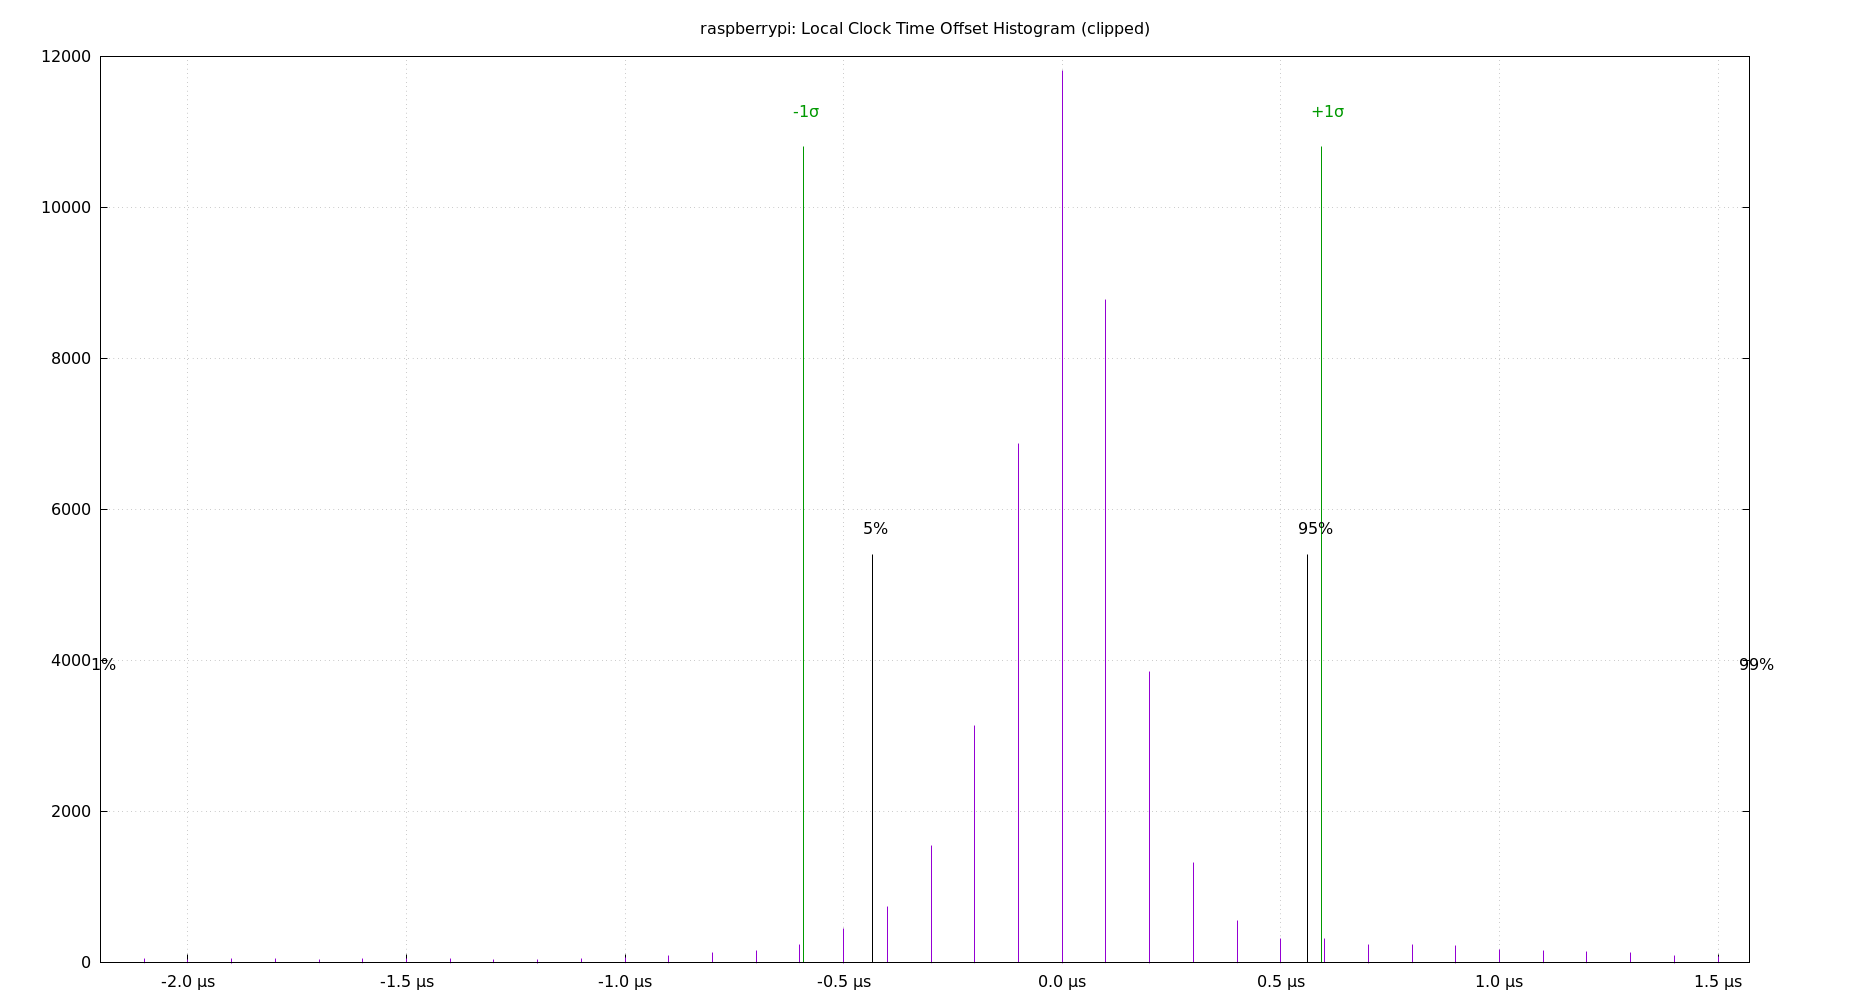 raspberrypi: Local Clock Time Offset Histogram (clipped)
12000
-1σ
+1σ
10000
8000
6000
5%
95%
4000
1%
99%
2000
0
-2.0 µs
-1.5 µs
-1.0 µs
-0.5 µs
0.0 µs
0.5 µs
1.0 µs
1.5 µs